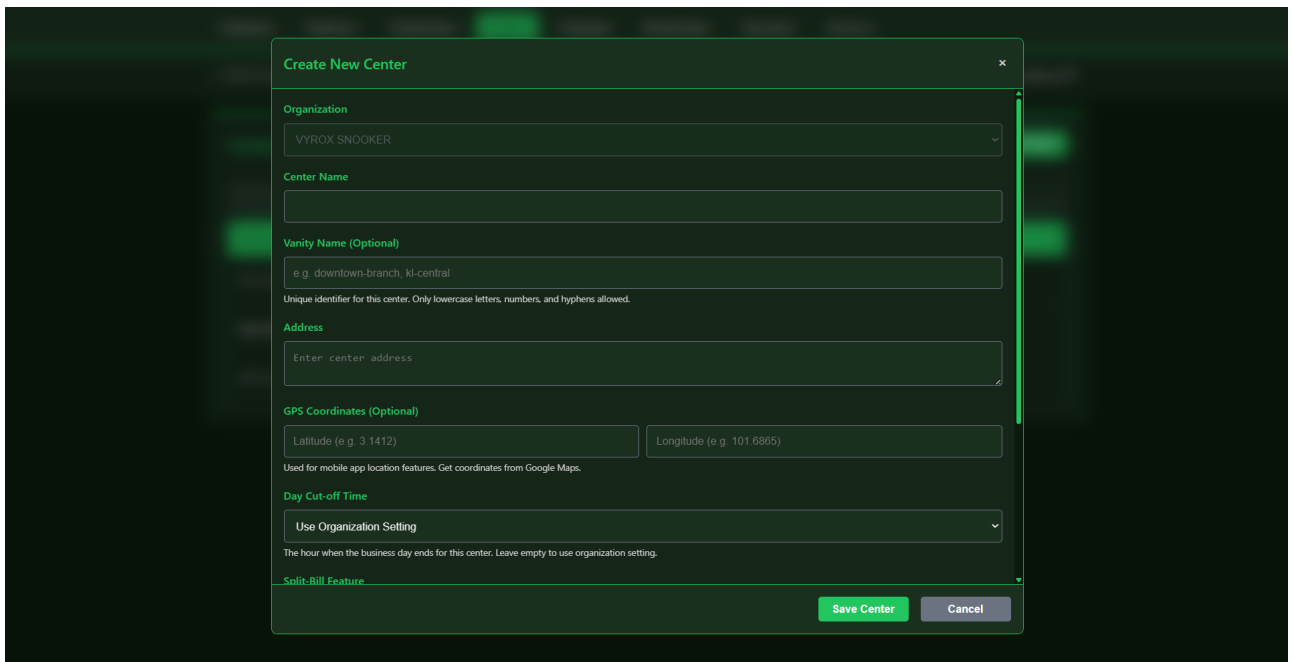 Create New Center
×
Organization
VYROX SNOOKER
Center Name
Vanity Name (Optional)
e.g. downtown-branch, kl-central
Unique identifier for this center. Only lowercase letters, numbers, and hyphens allowed.
Address
Enter center address
GPS Coordinates (Optional)
Latitude (e.g. 3.1412) Longitude (e.g. 101.6865)
Used for mobile app location features. Get coordinates from Google Maps.
Day Cut-off Time
Use Organization Setting
The hour when the business day ends for this center. Leave empty to use organization setting.
Split-Bill Feature
Save Center Cancel